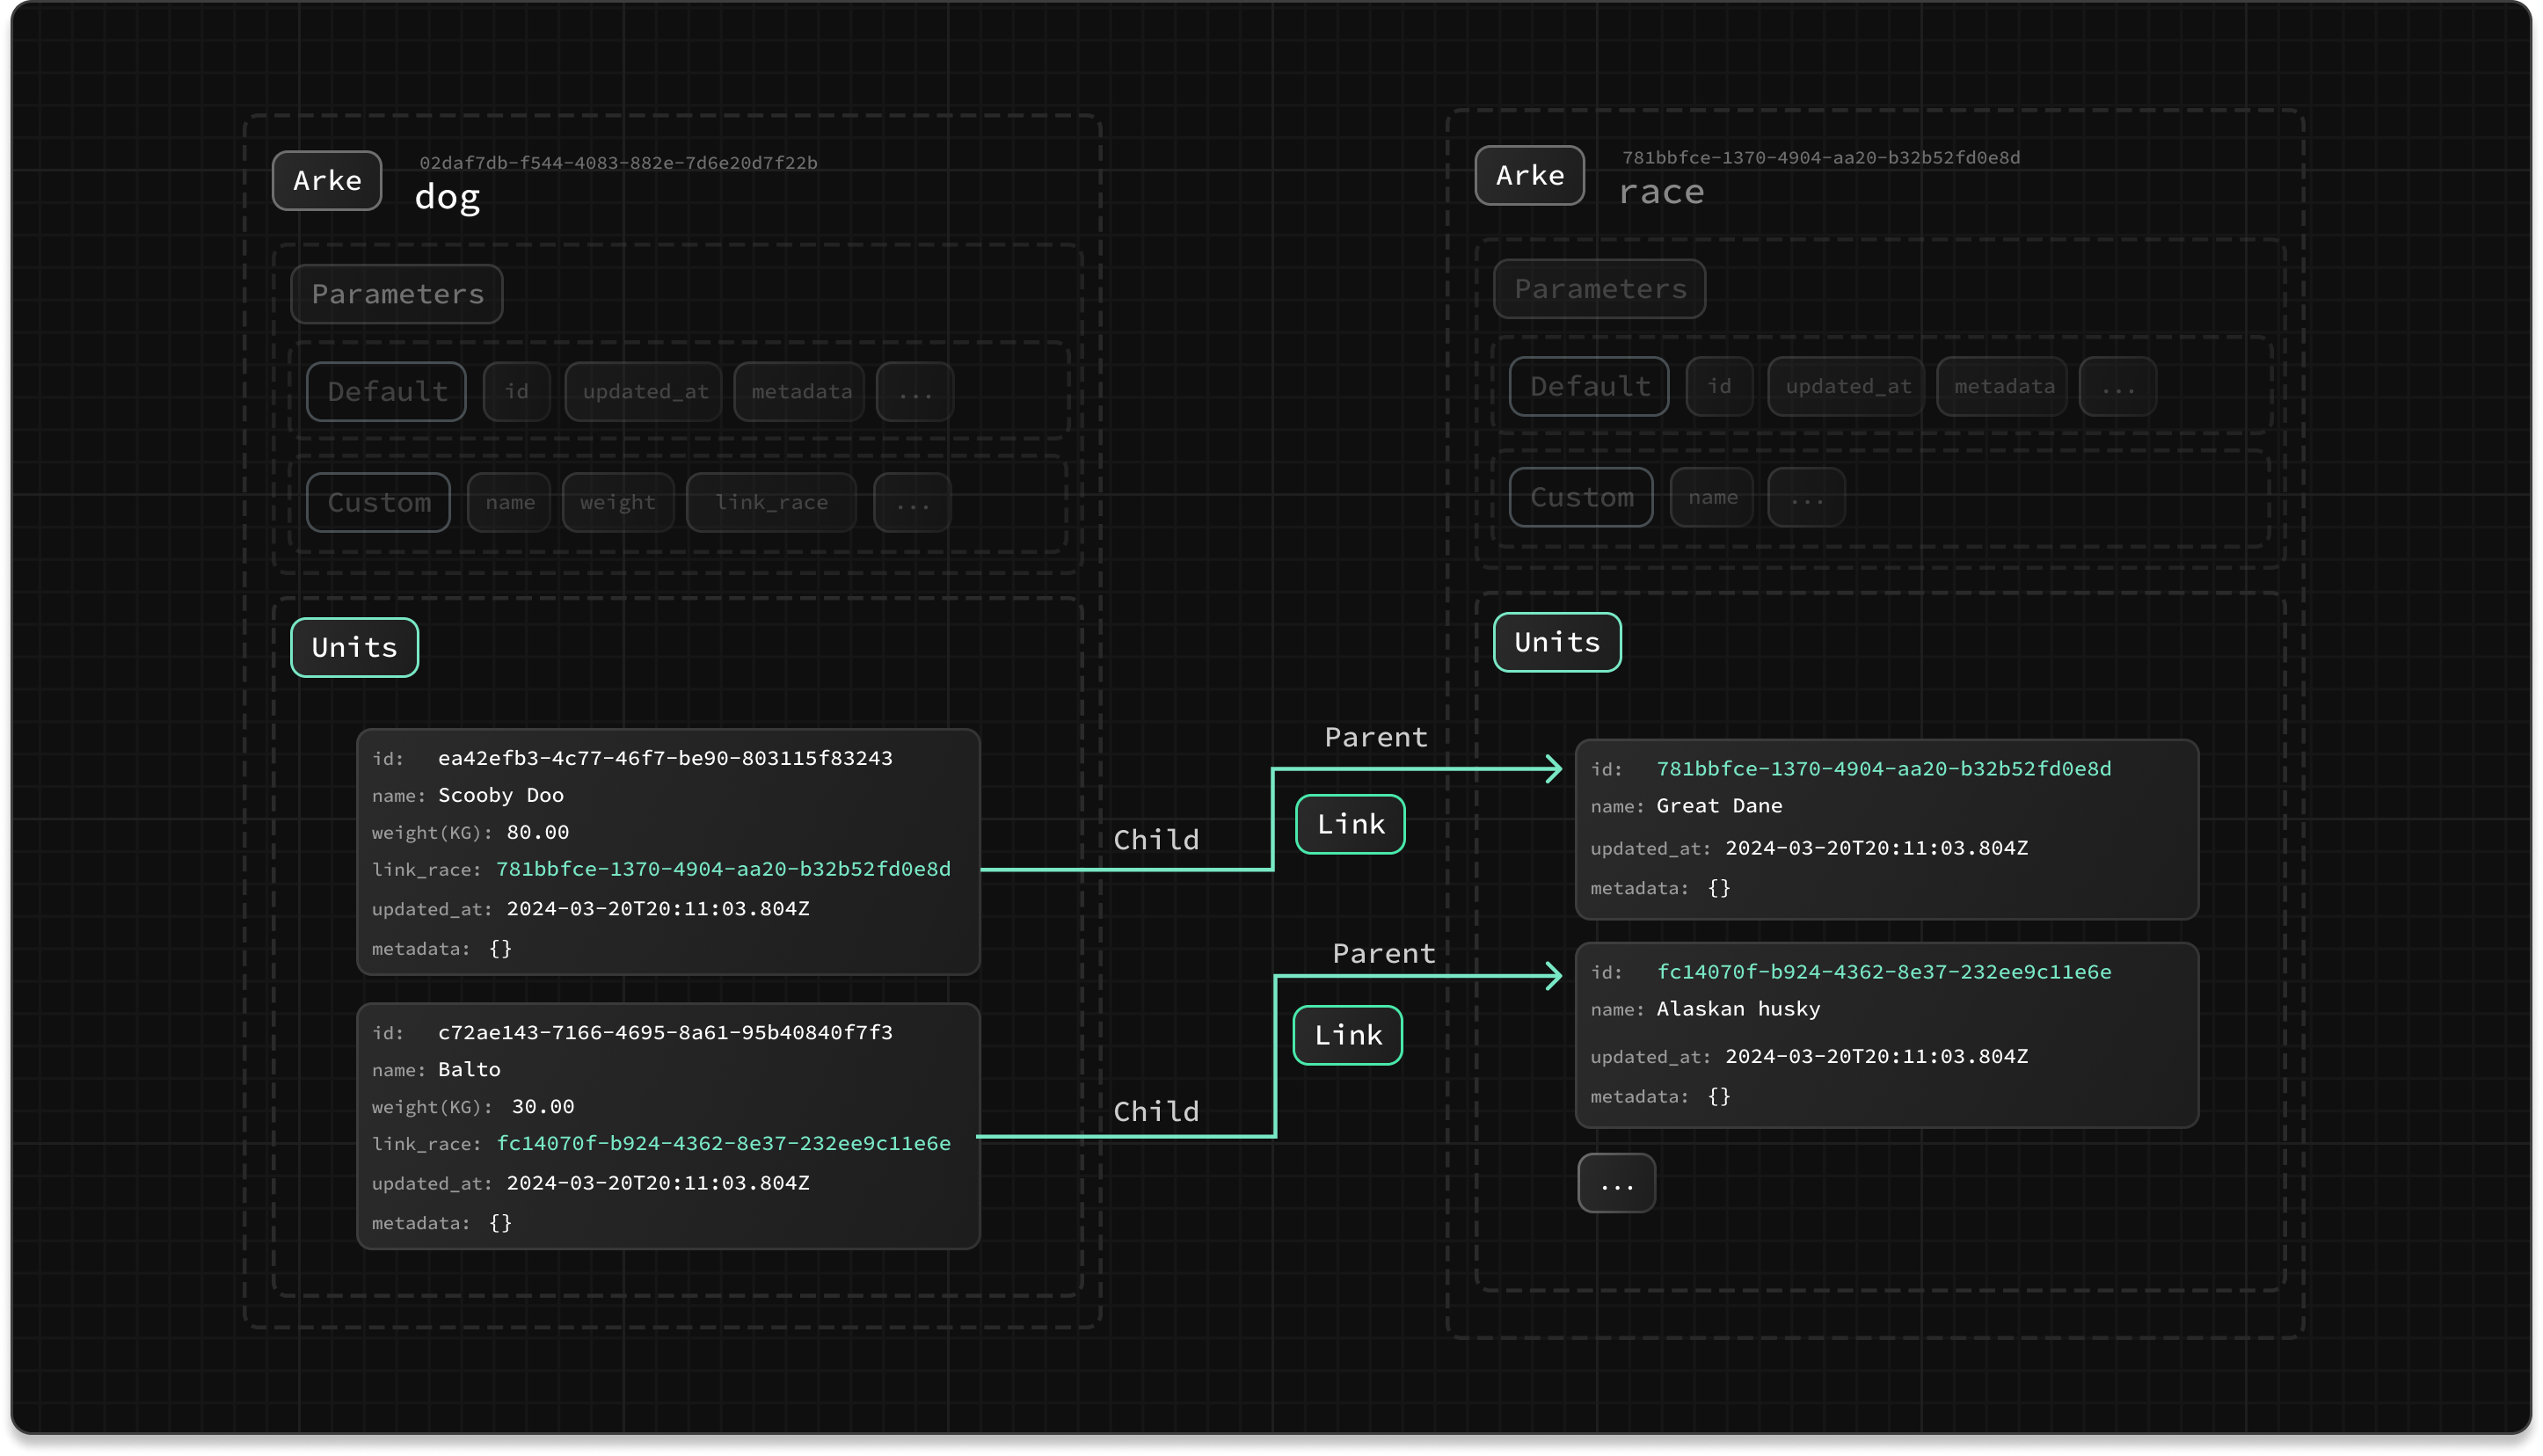 Arke
02daf7db-f544-4083-882e-7d6e20d7f22b
dog
Parameters
Default id updated_at metadata ...
Custom name weight link_race ...
Units
id: ea42efb3-4c77-46f7-be90-803115f83243
name: Scooby Doo
weight(KG): 80.00
link_race: 781bbfce-1370-4904-aa20-b32b52fd0e8d
updated_at: 2024-03-20T20:11:03.804Z
metadata: {}
id: c72ae143-7166-4695-8a61-95b40840f7f3
name: Balto
weight(KG): 30.00
link_race: fc14070f-b924-4362-8e37-232ee9c11e6e
updated_at: 2024-03-20T20:11:03.804Z
metadata: {}
Child
Parent
Link
Parent
Link
Child
Arke
781bbfce-1370-4904-aa20-b32b52fd0e8d
race
Parameters
Default id updated_at metadata ...
Custom name ...
Units
id: 781bbfce-1370-4904-aa20-b32b52fd0e8d
name: Great Dane
updated_at: 2024-03-20T20:11:03.804Z
metadata: {}
id: fc14070f-b924-4362-8e37-232ee9c11e6e
name: Alaskan husky
updated_at: 2024-03-20T20:11:03.804Z
metadata: {}
...